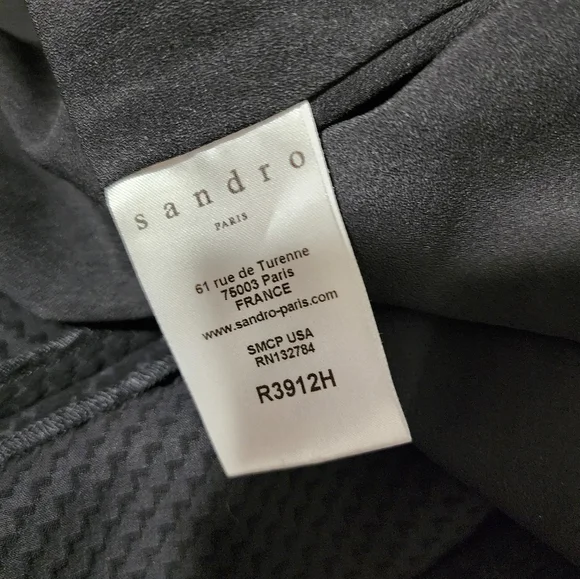 sandro
PARIS
61 rue de Turenne
75003 Paris
FRANCE
www.sandro-paris.com
SMCP USA
RN132784
R3912H